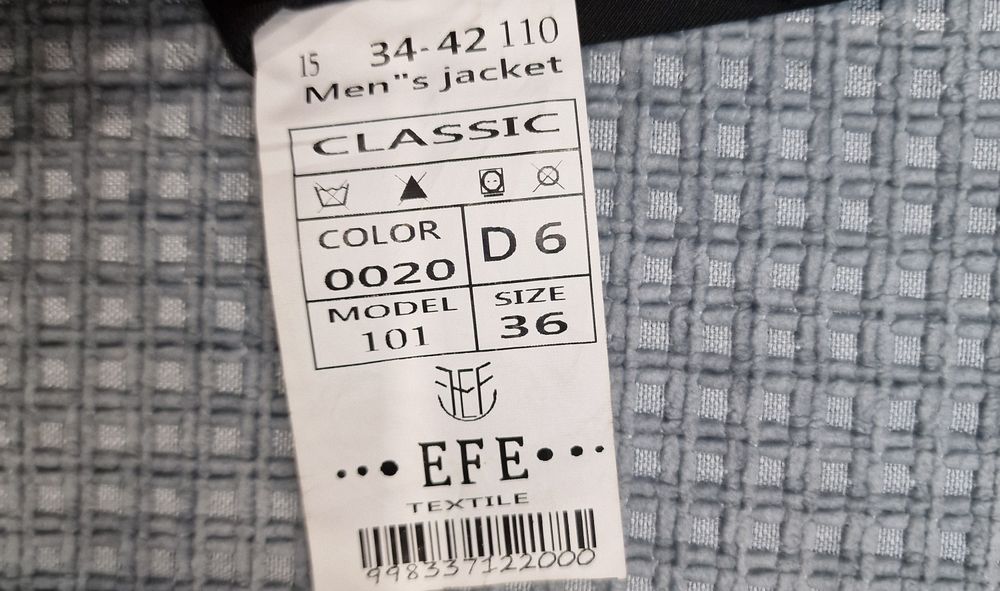 15 34-42 110
Men"s jacket
CLASSIC
COLOR
0020
D 6
MODEL
101
SIZE
36
EFE
TEXTILE
998337122000